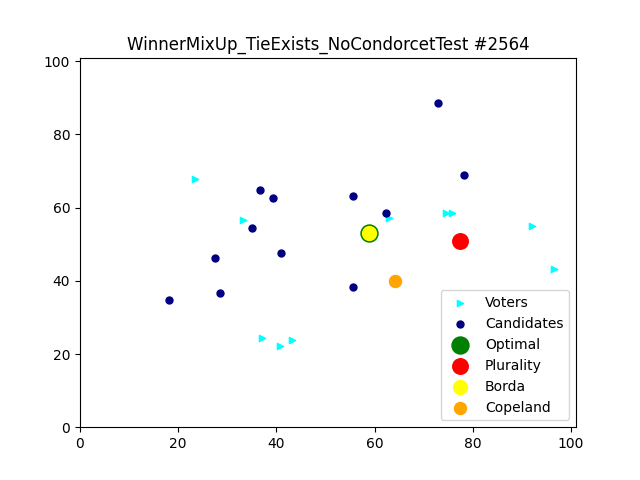 WinnerMixUp_TieExists_NoCondorcetTest #2564
100
80
60
40
20
0
0 20 40 60 80 100
Voters
Candidates
Optimal
Plurality
Borda
Copeland